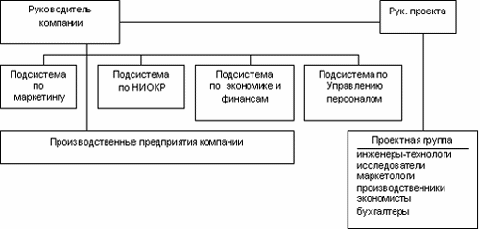 Руководитель
компании
Рук. проекта
Подсистема
по
маркетингу
Подсистема
по НИОКР
Подсистема
по экономике и
финансам
Подсистема по
Управлению
персоналом
Производственные предприятия компании
Проектная группа
инженеры-технологи
исследователи
маркетологи
производственники
экономисты
бухгалтеры